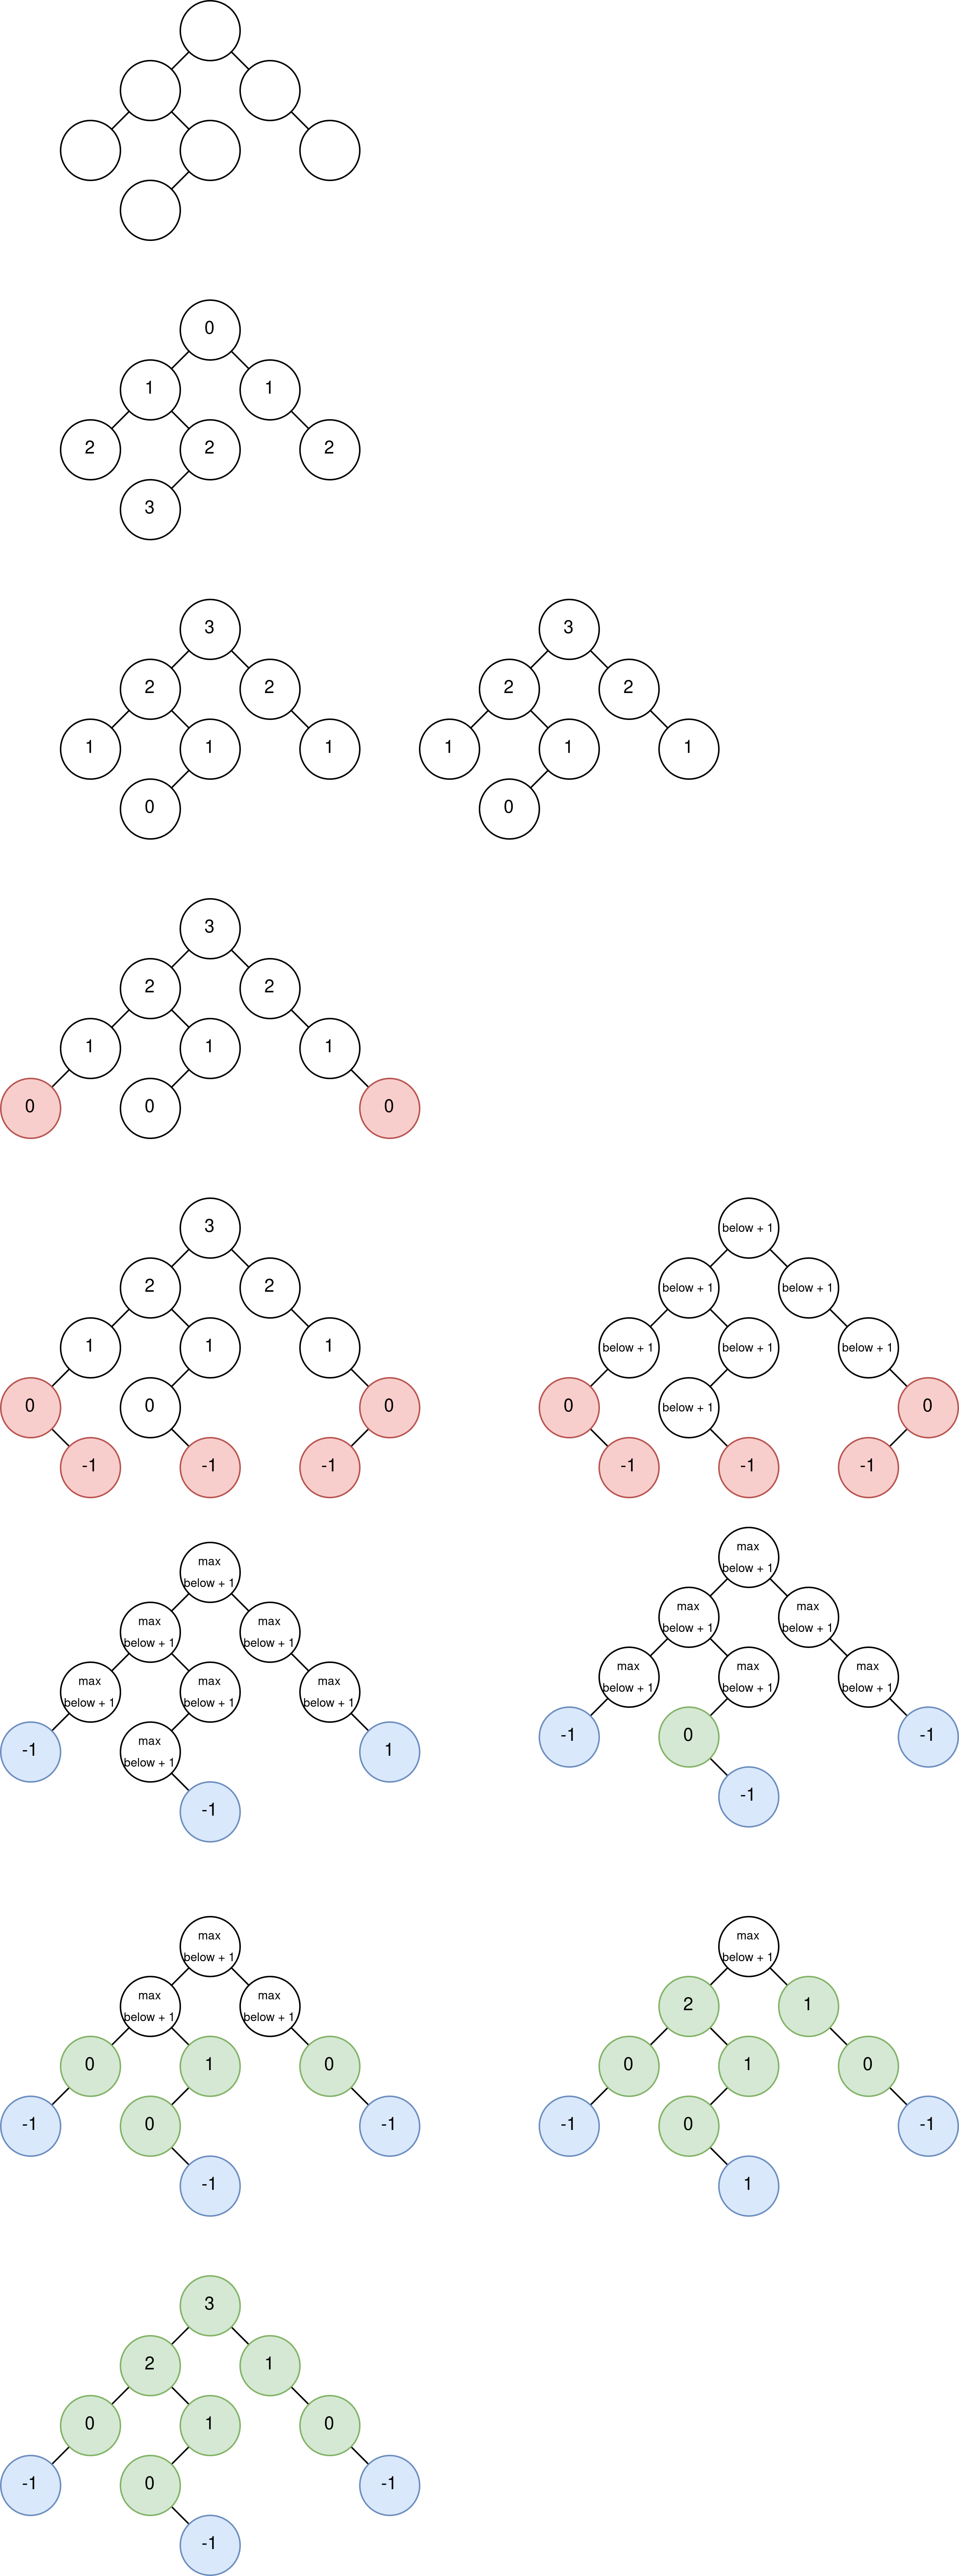 0
1 1
2 2 2
3
3 3
2 2 2 2
1 1 1 1 1 1
0 0
3
2 2
1 1 1
0 0 0
3 below + 1
2 2 below + 1 below + 1
1 1 1 below + 1 below + 1 below + 1
0 0 0 0 below + 1 0
-1 -1 -1 -1 -1 -1
max
below + 1
max max
below + 1 below + 1
max max max
below + 1 below + 1 below + 1
-1 max 1
below + 1
-1
max
below + 1
max max
below + 1 below + 1
max max max
below + 1 below + 1 below + 1
-1 0 -1
-1
max
below + 1
max max
below + 1 below + 1
0 1 0
-1 0 -1
-1
max
below + 1
2 1
0 1 0
-1 0 -1
1
3
2 1
0 1 0
-1 0 -1
-1